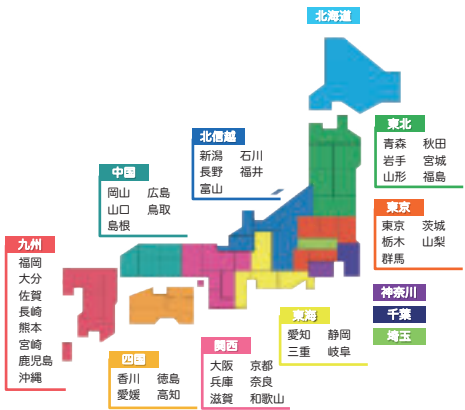 北海道
東北
青森 秋田
岩手 宮城
山形 福島
北信越
新潟 石川
長野 福井
富山
中国
岡山 広島
山口 鳥取
島根
東京
東京 茨城
栃木 山梨
群馬
九州
福岡
大分
佐賀
長崎
熊本
宮崎
鹿児島
沖縄
神奈川
千葉
埼玉
東海
愛知 静岡
三重 岐阜
関西
大阪 京都
兵庫 奈良
滋賀 和歌山
四国
香川 徳島
愛媛 高知